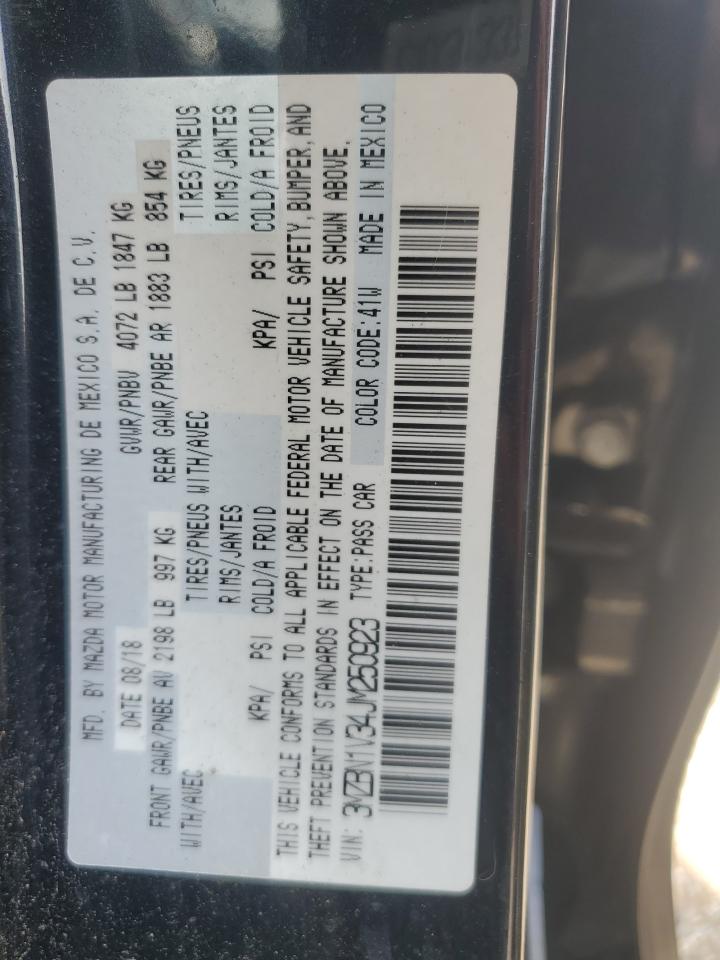 MFD. BY MAZDA MOTOR MANUFACTURING DE MEXICO S.A. DE C.V.
DATE 08/18 GVWR/PNBV 4072 LB 1847 KG
FRONT GAWR/PNBE AV 2198 LB 997 KG REAR GAWR/PNBE AR 1883 LB 854 KG
WITH/AVEC TIRES/PNEUS WITH/AVEC TIRES/PNEUS
RIMS/JANTES RIMS/JANTES
KPA/ PSI COLD/A FROID KPA/ PSI COLD/A FROID
THIS VEHICLE CONFORMS TO ALL APPLICABLE FEDERAL MOTOR VEHICLE SAFETY, BUMPER, AND
THEFT PREVENTION STANDARDS IN EFFECT ON THE DATE OF MANUFACTURE SHOWN ABOVE.
VIN: 3MZBN1V34JM250923 TYPE:PASS CAR COLOR CODE:41W MADE IN MEXICO